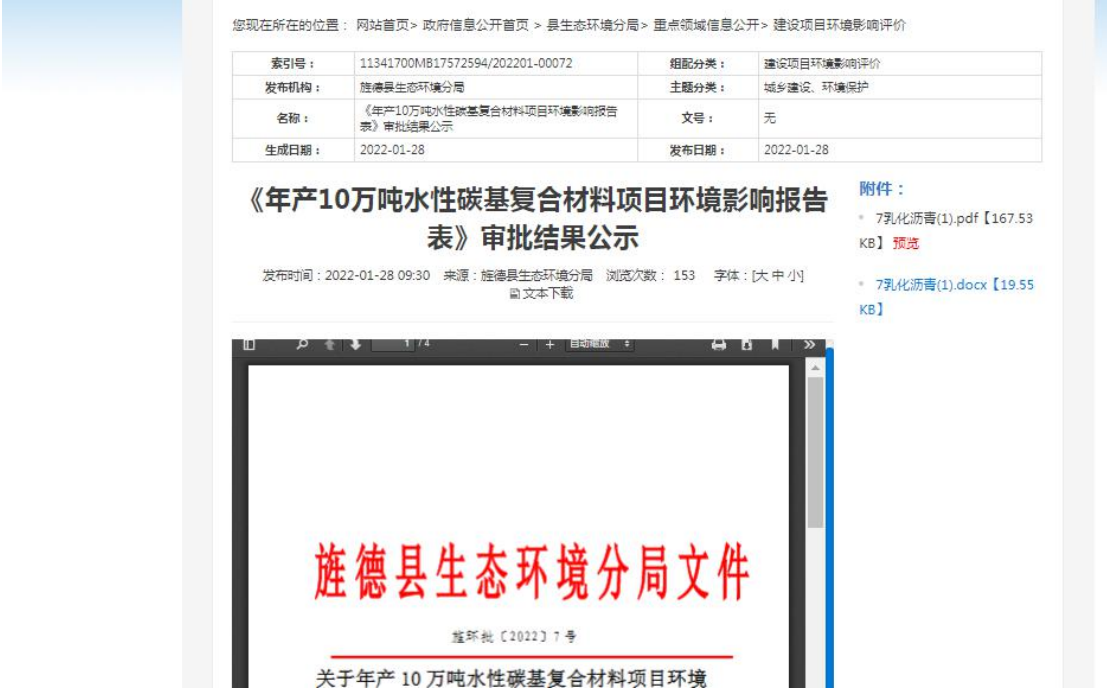 您现在所在的位置： 网站首页> 政府信息公开首页 > 县生态环境分局> 重点领域信息公开> 建设项目环境影响评价
索引号： 11341700MB17572594/202201-00072 组配分类： 建设项目环境影响评价
发布机构： 旌德县生态环境分局 主题分类： 城乡建设、环境保护
名称： 《年产10万吨水性碳基复合材料项目环境影响报告
表》审批结果公示 文号： 无
生成日期： 2022-01-28 发布日期： 2022-01-28
《年产10万吨水性碳基复合材料项目环境影响报告
表》审批结果公示
发布时间：2022-01-28 09:30 来源：旌德县生态环境分局 浏览次数： 153 字体：[大 中 小]
文本下载
附件：
7乳化沥青(1).pdf【167.53
KB】 预览
7乳化沥青(1).docx【19.55
KB】
1 / 4 自动缩放
旌德县生态环境分局文件
旌环批〔2022〕7 号
关于年产 10 万吨水性碳基复合材料项目环境